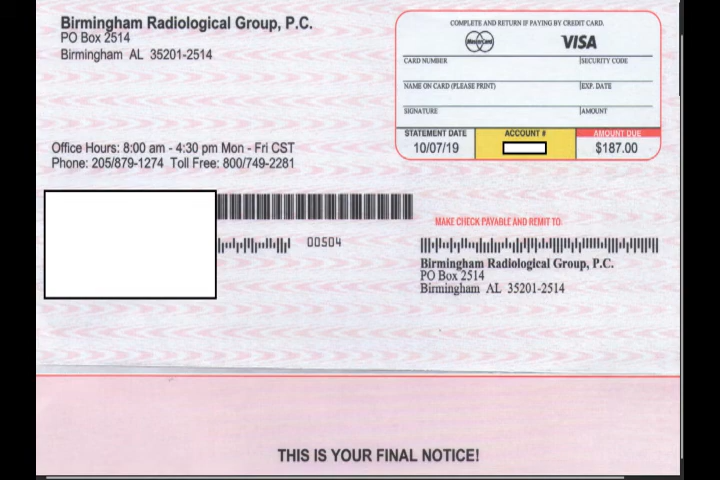 Birmingham Radiological Group, P.C.
PO Box 2514
Birmingham AL 35201-2514
COMPLETE AND RETURN IF PAYING BY CREDIT CARD.
MasterCard VISA
CARD NUMBER SECURITY CODE
NAME ON CARD (PLEASE PRINT) EXP. DATE
SIGNATURE AMOUNT
STATEMENT DATE ACCOUNT # AMOUNT DUE
10/07/19 $187.00
Office Hours: 8:00 am - 4:30 pm Mon - Fri CST
Phone: 205/879-1274 Toll Free: 800/749-2281
00504
MAKE CHECK PAYABLE AND REMIT TO:
Birmingham Radiological Group, P.C.
PO Box 2514
Birmingham AL 35201-2514
THIS IS YOUR FINAL NOTICE!